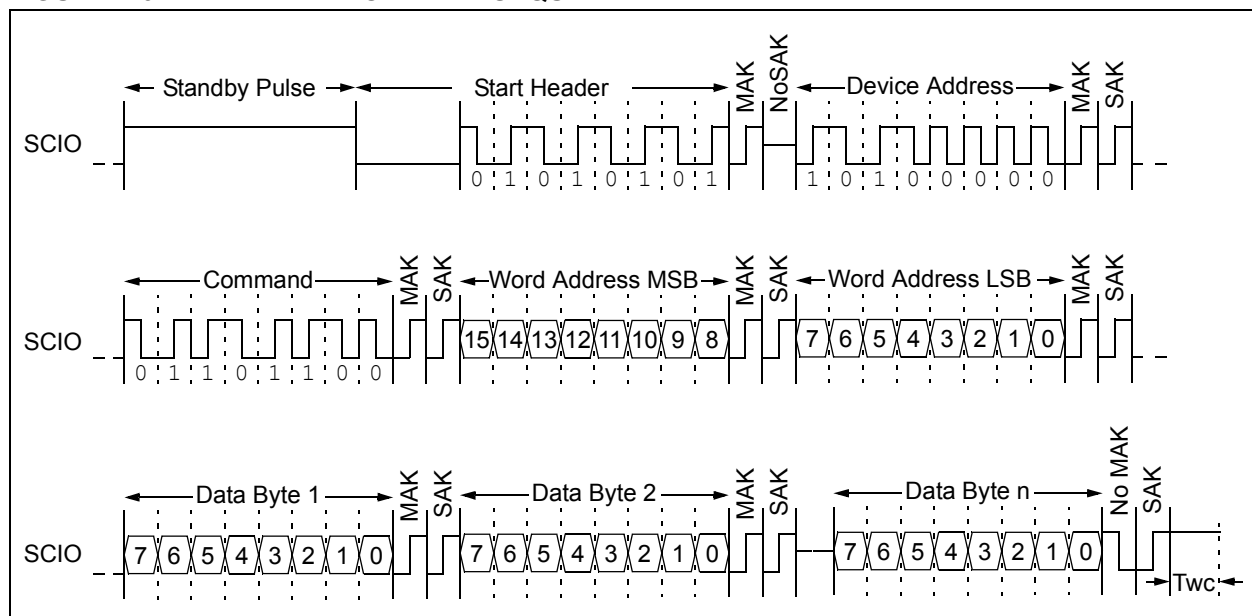 Standby Pulse
Start Header
MAK
NoSAK
Device Address
MAK
SAK
SCIO
0 1 0 1 0 1 0 1
1 0 1 0 0 0 0 0
Command
MAK
SAK
Word Address MSB
MAK
SAK
Word Address LSB
MAK
SAK
SCIO
15 14 13 12 11 10 9 8
7 6 5 4 3 2 1 0
0 1 1 0 1 1 0 0
Data Byte 1
MAK
SAK
Data Byte 2
MAK
SAK
Data Byte n
No MAK
SAK
SCIO
7 6 5 4 3 2 1 0
7 6 5 4 3 2 1 0
7 6 5 4 3 2 1 0
Twc